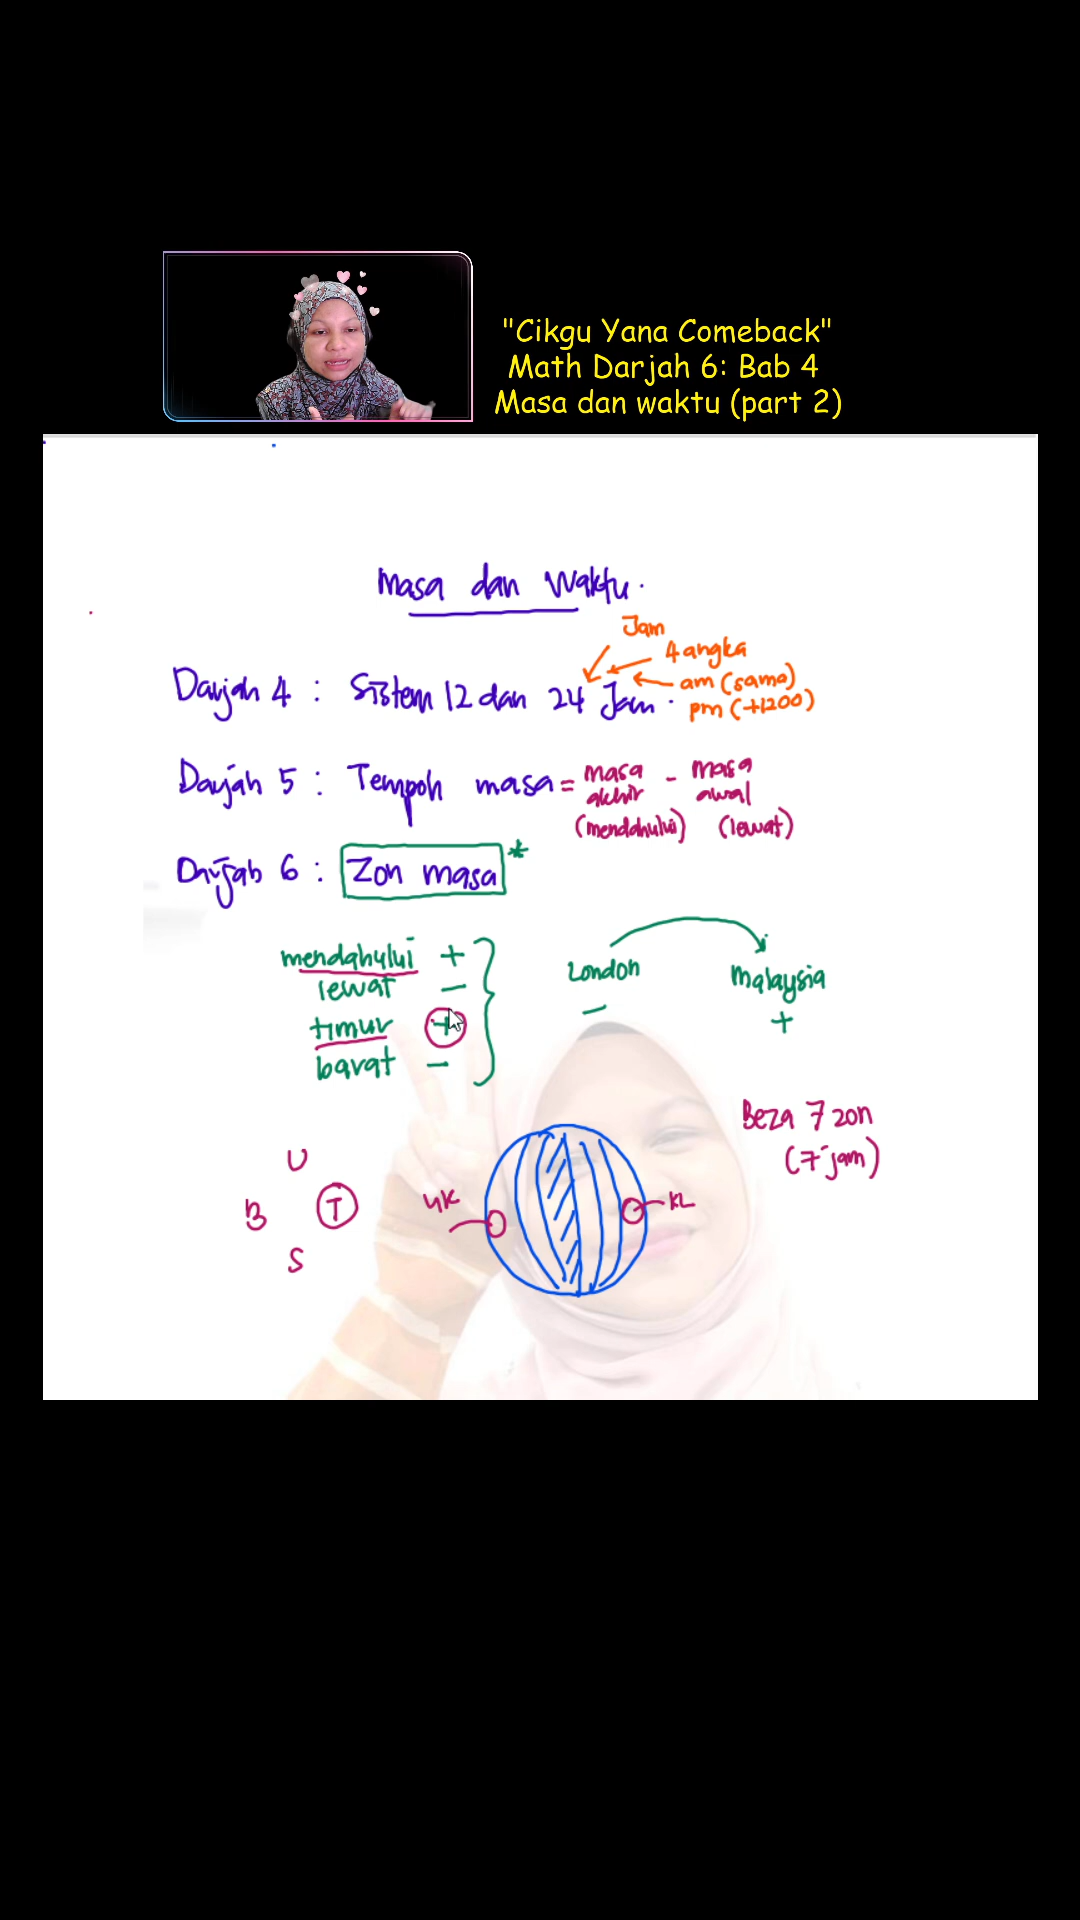 "Cikgu Yana Comeback"
Math Darjah 6: Bab 4
Masa dan waktu (part 2)
Masa dan Waktu.
Jam
4 angka
am (sama)
pm (+1200)
Darjah 4 : Sistem 12 dan 24 Jam.
Darjah 5 : Tempoh masa = masa akhir - masa awal
(mendahului) (lewat)
Darjah 6 : Zon masa *
mendahului +
lewat -
timur +
barat -
London Malaysia
- +
Beza 7 zon
(7 jam)
U
B T
S
UK
KL